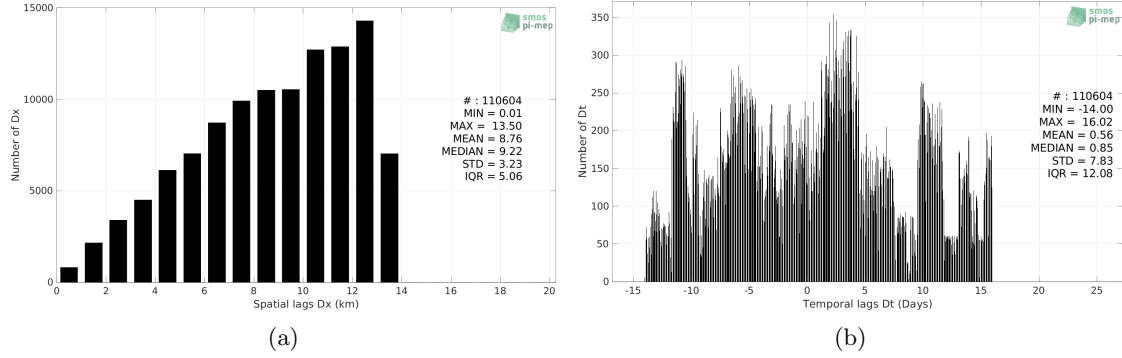 15000
10000
5000
0
0 2 4 6 8 10 12 14 16 18 20
Number of Dx
Spatial lags Dx (km)
smos
pi-mep
# : 110604
MIN = 0.01
MAX = 13.50
MEAN = 8.76
MEDIAN = 9.22
STD = 3.23
IQR = 5.06
(a)
350
300
250
200
150
100
50
0
-15 -10 -5 0 5 10 15 20 25
Number of Dt
Temporal lags Dt (Days)
smos
pi-mep
# : 110604
MIN = -14.00
MAX = 16.02
MEAN = 0.56
MEDIAN = 0.85
STD = 7.83
IQR = 12.08
(b)